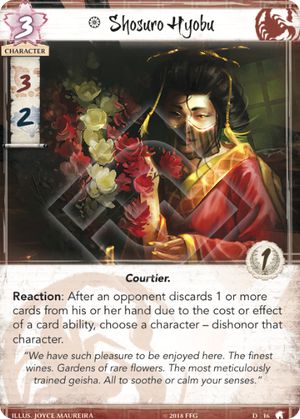 3
Shosuro Hyobu
CHARACTER
3
2
Courtier.
1
Reaction: After an opponent discards 1 or more
cards from his or her hand due to the cost or effect
of a card ability, choose a character – dishonor that
character.
“We have such pleasure to be enjoyed here. The finest
wines. Gardens of rare flowers. The most meticulously
trained geisha. All to soothe or calm your senses.”
ILLUS. JOYCE MAUREIRA
© 2018 FFG
D 16